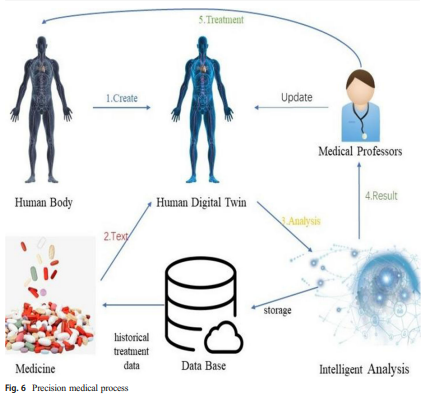 5.Treatment
1.Create
Update
Medical Professors
Human Body
Human Digital Twin
4.Result
2.Text
3.Analysis
storage
historical
treatment
data
Medicine
Data Base
Intelligent Analysis
Fig. 6 Precision medical process